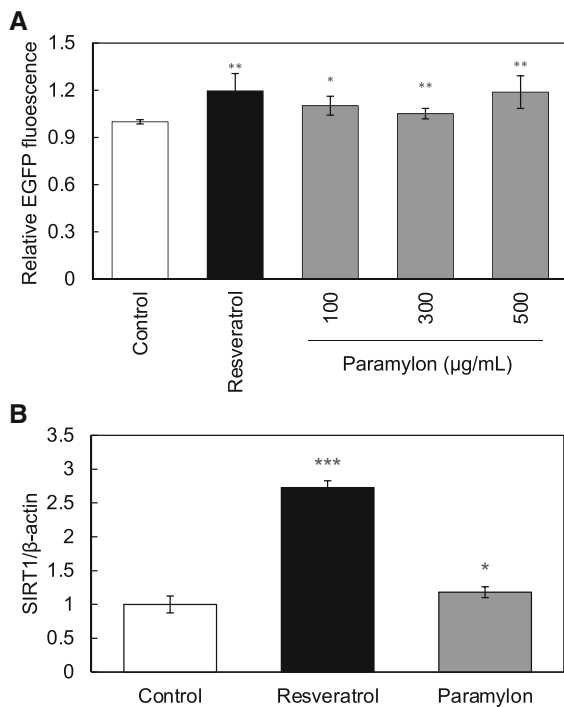 A
Relative EGFP fluoescence
1.5
1.2
0.9
0.6
0.3
0
**
*
**
**
Control
Resveratrol
100
300
500
Paramylon (µg/mL)
B
SIRT1/β-actin
3.5
3
2.5
2
1.5
1
0.5
0
***
*
Control
Resveratrol
Paramylon